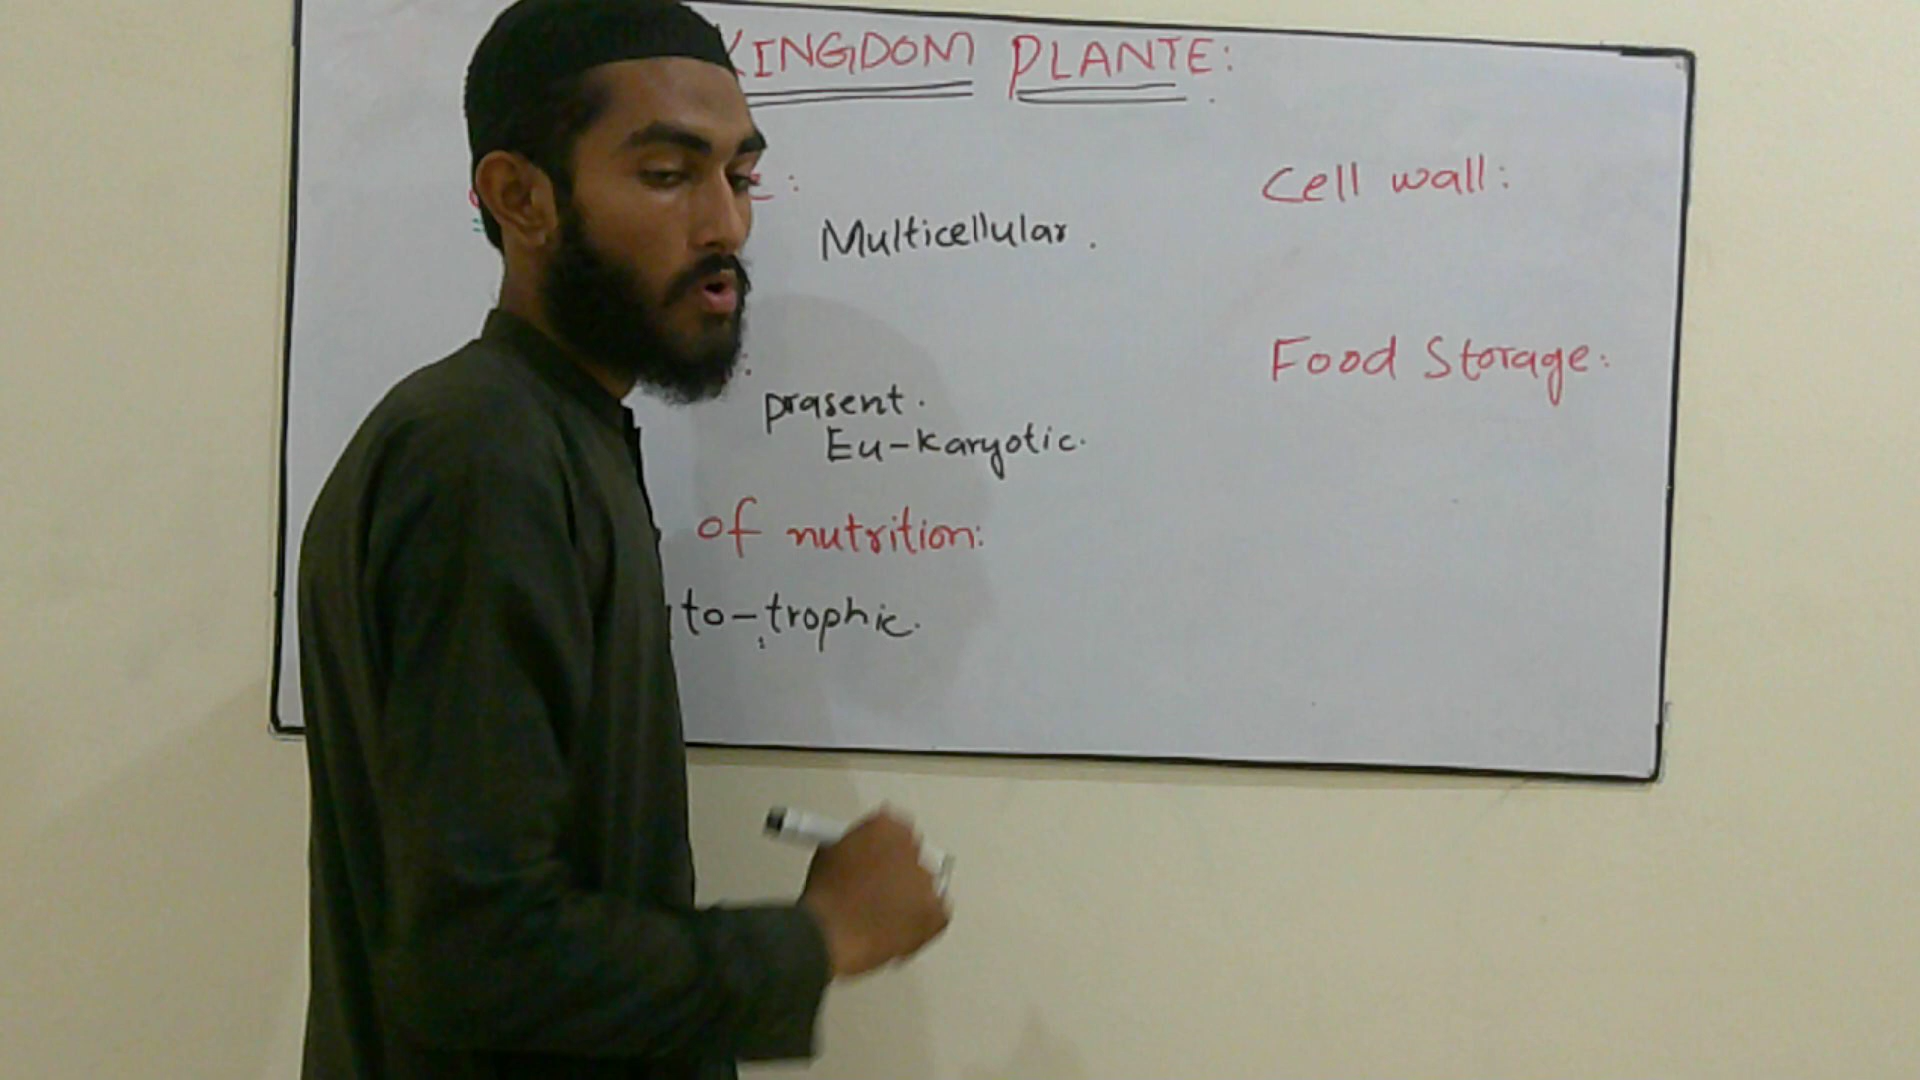 KINGDOM PLANTE:
Multicellular.
prasent.
Eu-Karyotic.
of nutrition:
to-trophic.
Cell wall:
Food Storage: